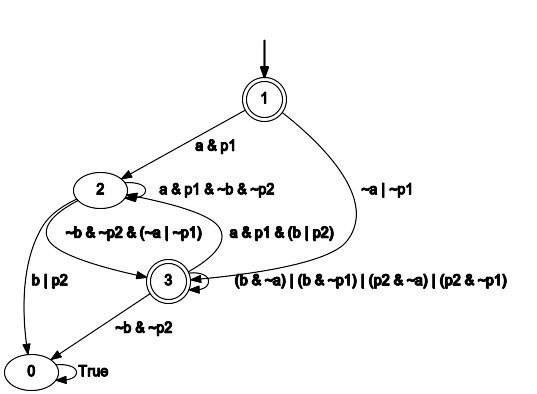 1
a & p1
2
a & p1 & ~b & ~p2
~a | ~p1
~b & ~p2 & (~a | ~p1)
a & p1 & (b | p2)
b | p2
3
(b & ~a) | (b & ~p1) | (p2 & ~a) | (p2 & ~p1)
~b & ~p2
0
True